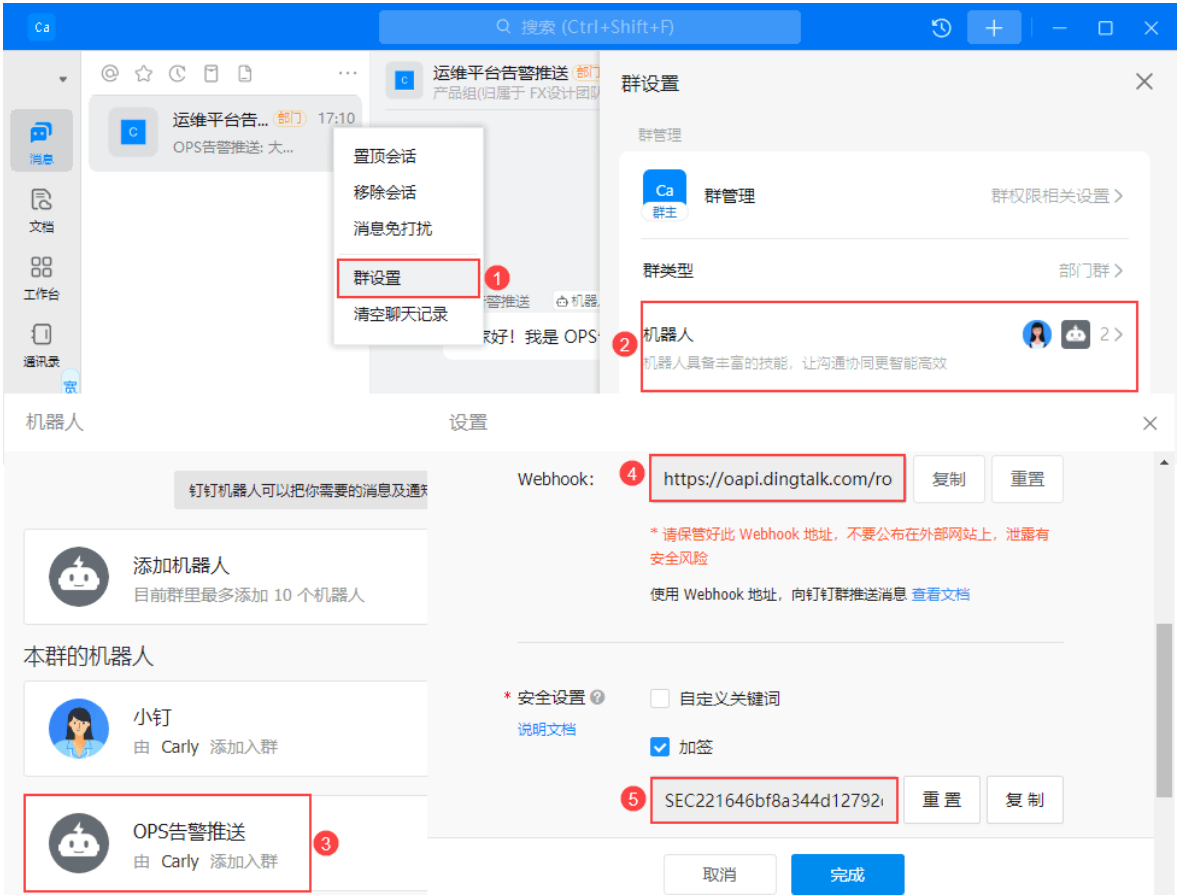 Ca
搜索 (Ctrl+Shift+F)
消息
文档
工作台
通讯录
宽
运维平台告... 部门 17:10
OPS告警推送: 大...
置顶会话
移除会话
消息免打扰
群设置
清空聊天记录
1
运维平台告警推送 部门
产品组(归属于 FX设计团队
告警推送 机器
家好！我是 OPS
群设置
群管理
Ca
群主
群管理 群权限相关设置
群类型 部门群
2
机器人 2
机器人具备丰富的技能，让沟通协同更智能高效
机器人
钉钉机器人可以把你需要的消息及通知
添加机器人
目前群里最多添加 10 个机器人
本群的机器人
小钉
由 Carly 添加入群
OPS告警推送
由 Carly 添加入群
3
设置
Webhook: 4 https://oapi.dingtalk.com/ro 复制 重置
* 请保管好此 Webhook 地址，不要公布在外部网站上，泄露有
安全风险
使用 Webhook 地址，向钉钉群推送消息 查看文档
* 安全设置 ? 自定义关键词
说明文档
加签
5 SEC221646bf8a344d12792 重置 复制
取消 完成